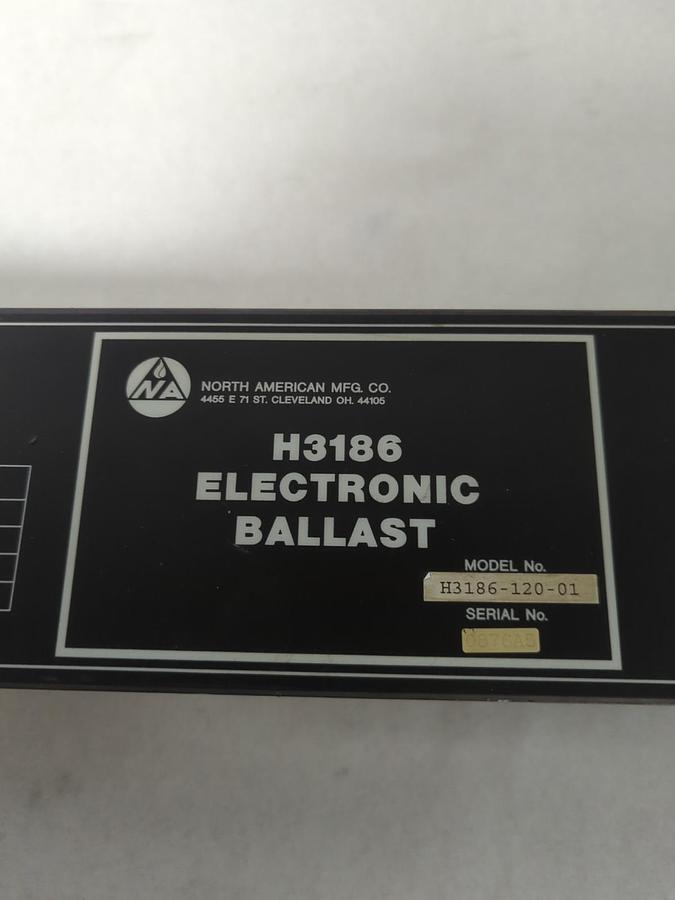 NA
NORTH AMERICAN MFG. CO.
4455 E 71 ST. CLEVELAND OH. 44105
H3186
ELECTRONIC
BALLAST
MODEL No.
H3186-120-01
SERIAL No.